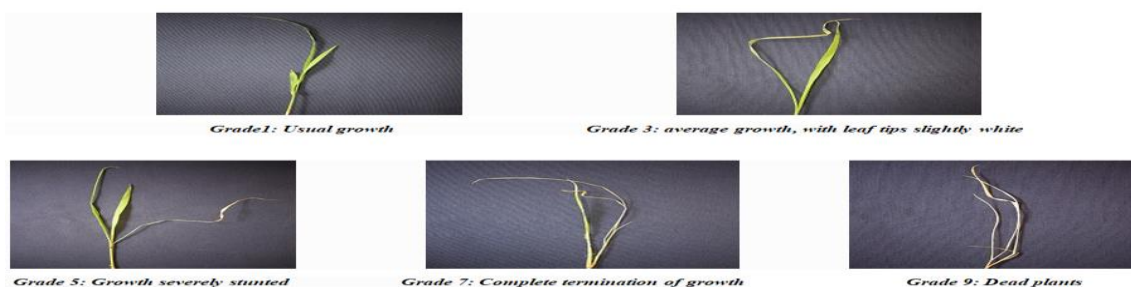 Grade1: Usual growth
Grade 3: average growth, with leaf tips slightly white
Grade 5: Growth severely stunted
Grade 7: Complete termination of growth
Grade 9: Dead plants